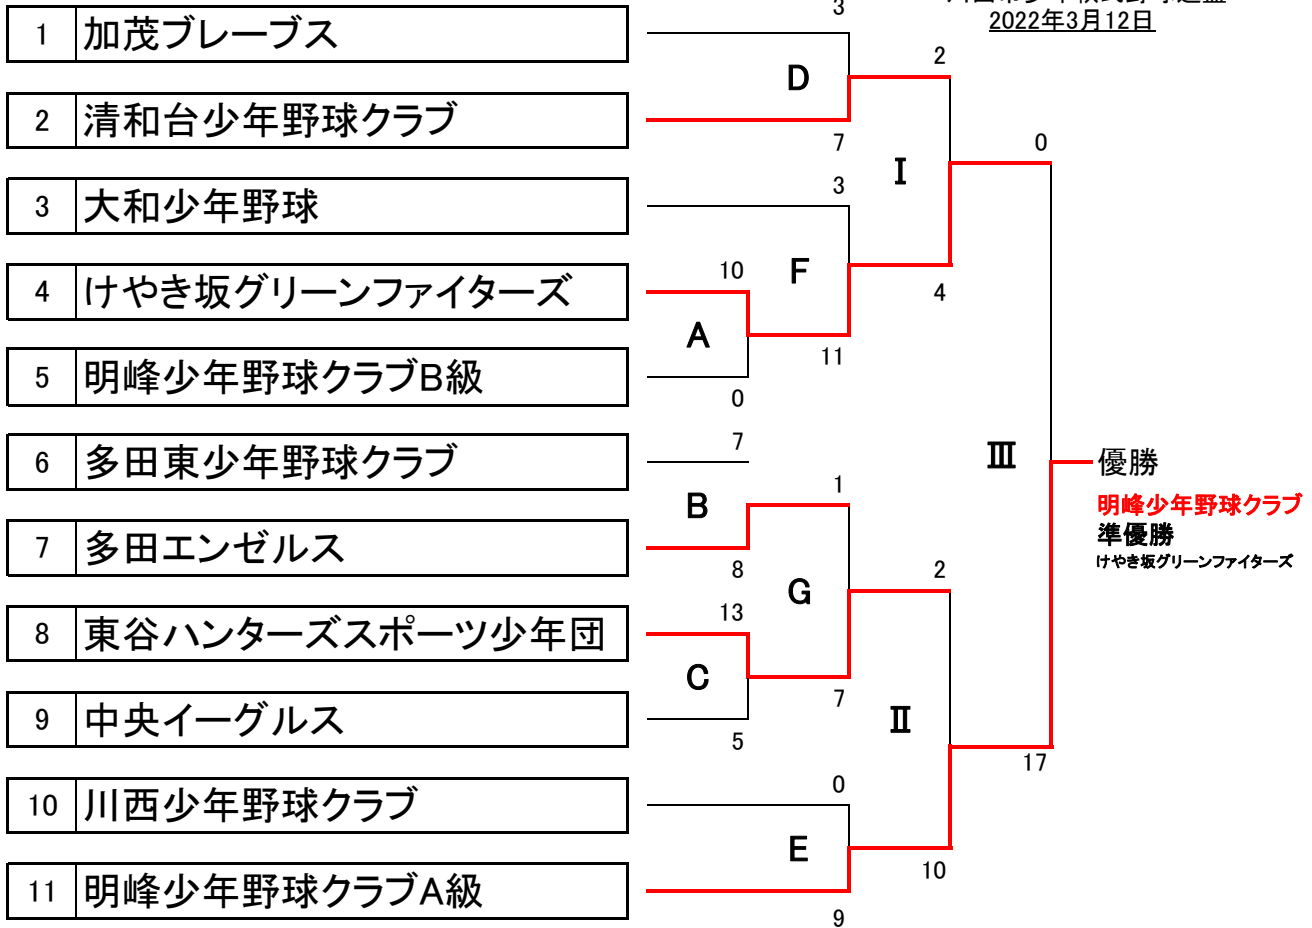 2022年3月12日
1 加茂ブレーブス
2 清和台少年野球クラブ
3 大和少年野球
4 けやき坂グリーンファイターズ
5 明峰少年野球クラブB級
6 多田東少年野球クラブ
7 多田エンゼルス
8 東谷ハンターズスポーツ少年団
9 中央イーグルス
10 川西少年野球クラブ
11 明峰少年野球クラブA級
3
D
7
3
F
11
10
A
0
7
B
8
13
C
5
1
G
7
0
E
9
2
I
4
2
II
10
0
III
17
優勝
明峰少年野球クラブ
準優勝
けやき坂グリーンファイターズ